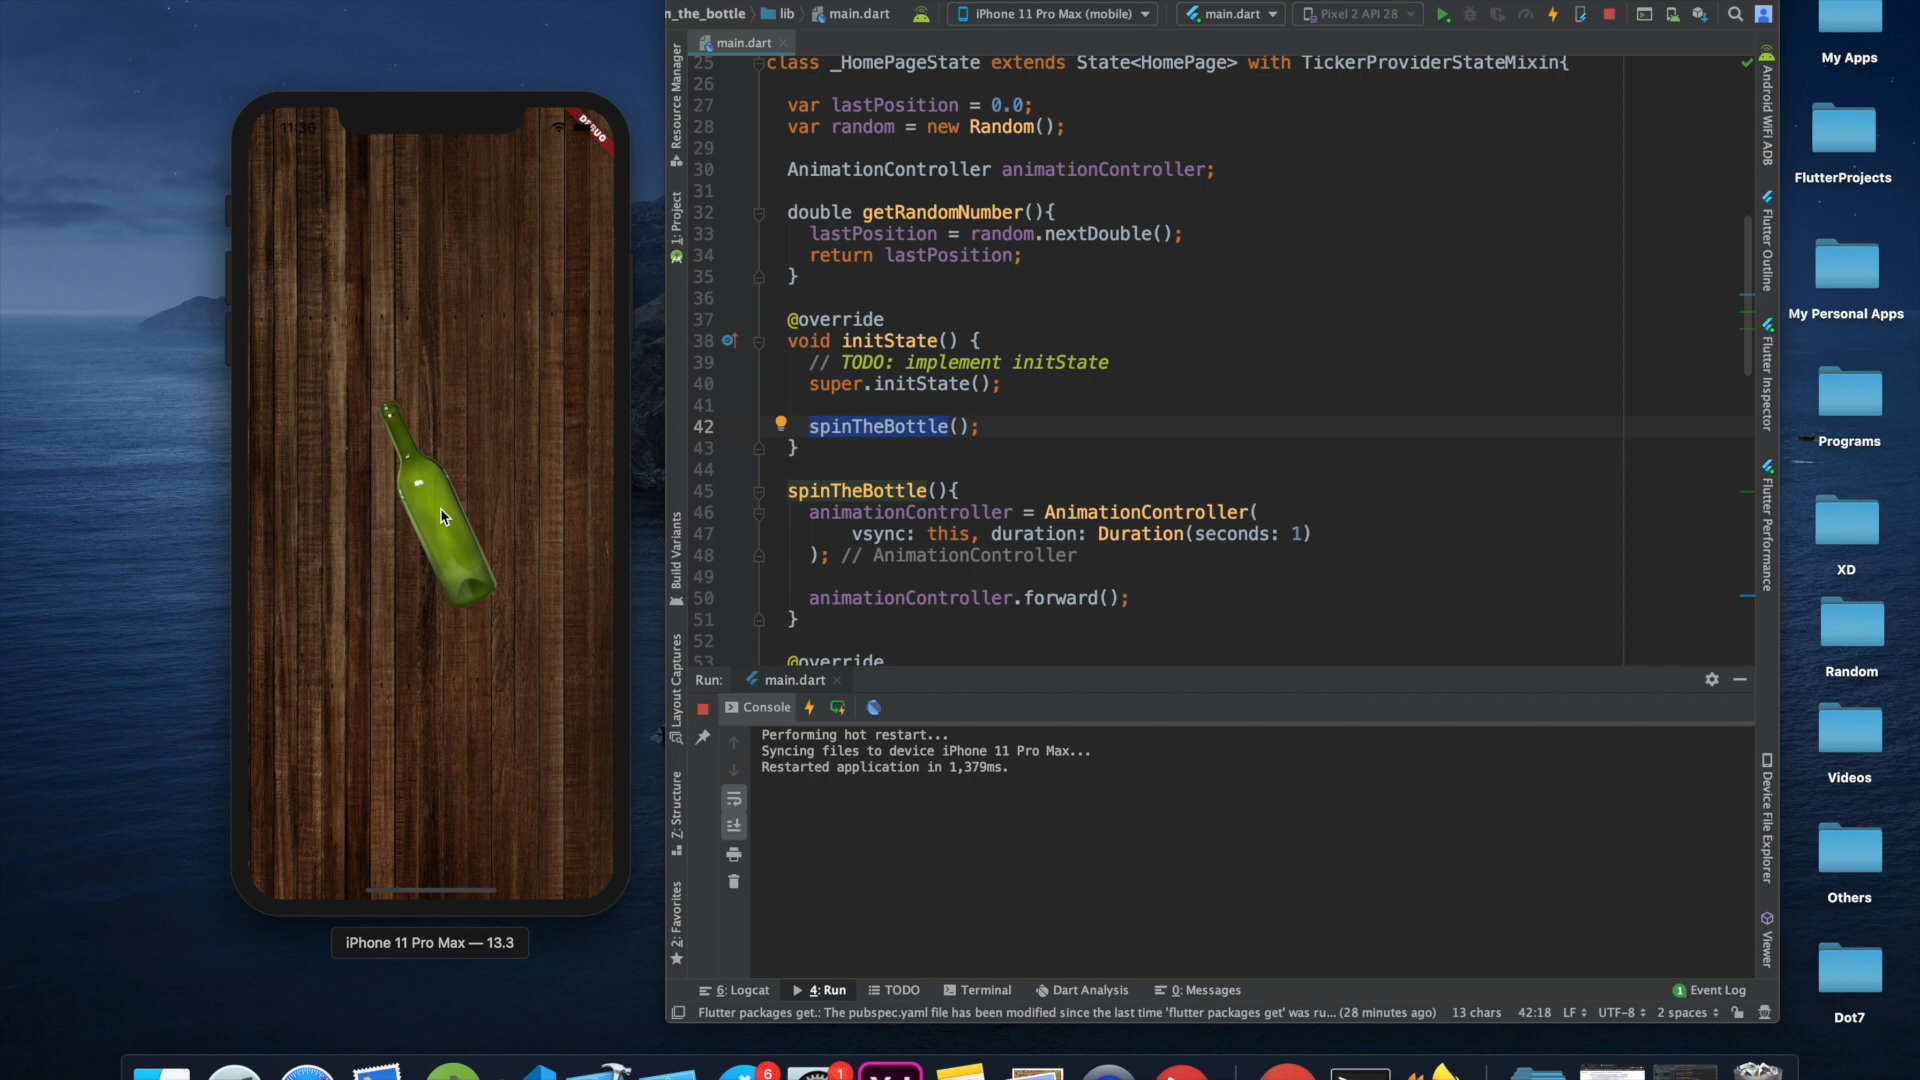 11:36
DEBUG
iPhone 11 Pro Max — 13.3
n_the_bottle
lib
main.dart
iPhone 11 Pro Max (mobile)
main.dart
Pixel 2 API 28
main.dart
25 class _HomePageState extends State<HomePage> with TickerProviderStateMixin{
26
27 var lastPosition = 0.0;
28 var random = new Random();
29
30 AnimationController animationController;
31
32 double getRandomNumber(){
33 lastPosition = random.nextDouble();
34 return lastPosition;
35 }
36
37 @override
38 void initState() {
39 // TODO: implement initState
40 super.initState();
41
42 spinTheBottle();
43 }
44
45 spinTheBottle(){
46 animationController = AnimationController(
47 vsync: this, duration: Duration(seconds: 1)
48 ); // AnimationController
49
50 animationController.forward();
51 }
52
53 @override
Resource Manager
1: Project
Build Variants
Layout Captures
7: Structure
2: Favorites
Android WiFi ADB
Flutter Outline
Flutter Inspector
Flutter Performance
Device File Explorer
Viewer
Run:
main.dart
Console
Performing hot restart...
Syncing files to device iPhone 11 Pro Max...
Restarted application in 1,379ms.
6: Logcat
4: Run
TODO
Terminal
Dart Analysis
0: Messages
1 Event Log
Flutter packages get.: The pubspec.yaml file has been modified since the last time 'flutter packages get' was ru... (28 minutes ago)
13 chars
42:18
LF
UTF-8
2 spaces
My Apps
FlutterProjects
My Personal Apps
Programs
XD
Random
Videos
Others
Dot7
6
1